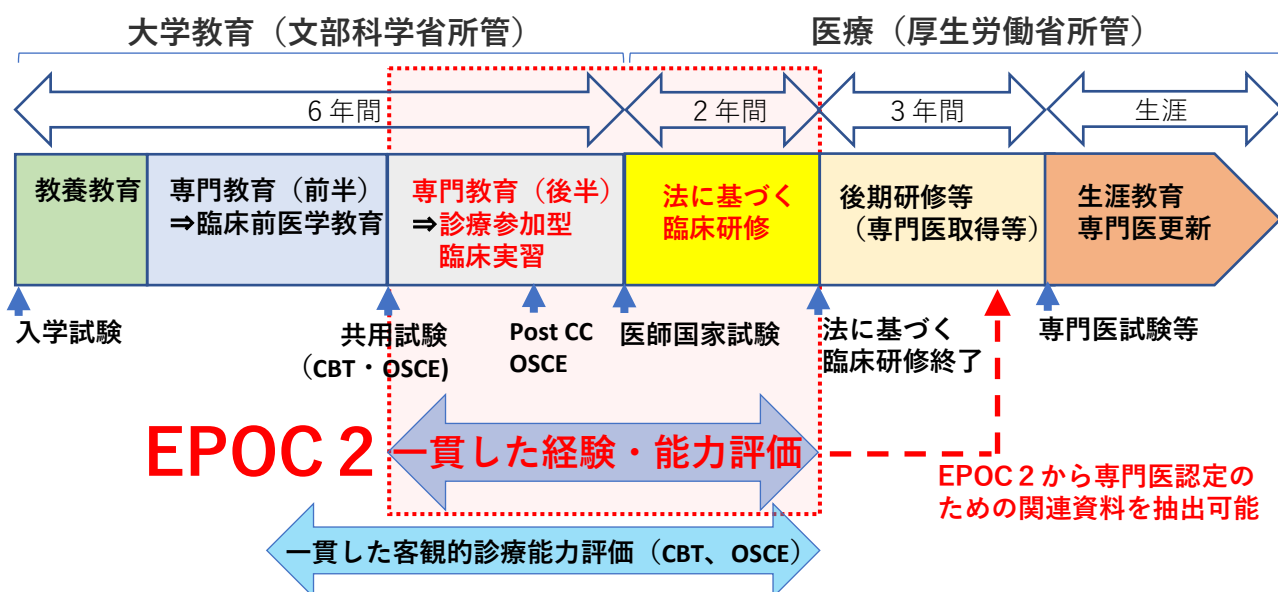 大学教育（文部科学省所管）
医療（厚生労働省所管）
６年間
２年間
３年間
生涯
教養教育
専門教育（前半）
⇒臨床前医学教育
専門教育（後半）
⇒診療参加型
臨床実習
法に基づく
臨床研修
後期研修等
（専門医取得等）
生涯教育
専門医更新
入学試験
共用試験
（CBT・OSCE)
Post CC
OSCE
医師国家試験
法に基づく
臨床研修終了
専門医試験等
EPOC２
一貫した経験・能力評価
EPOC２から専門医認定の
ための関連資料を抽出可能
一貫した客観的診療能力評価（CBT、OSCE）